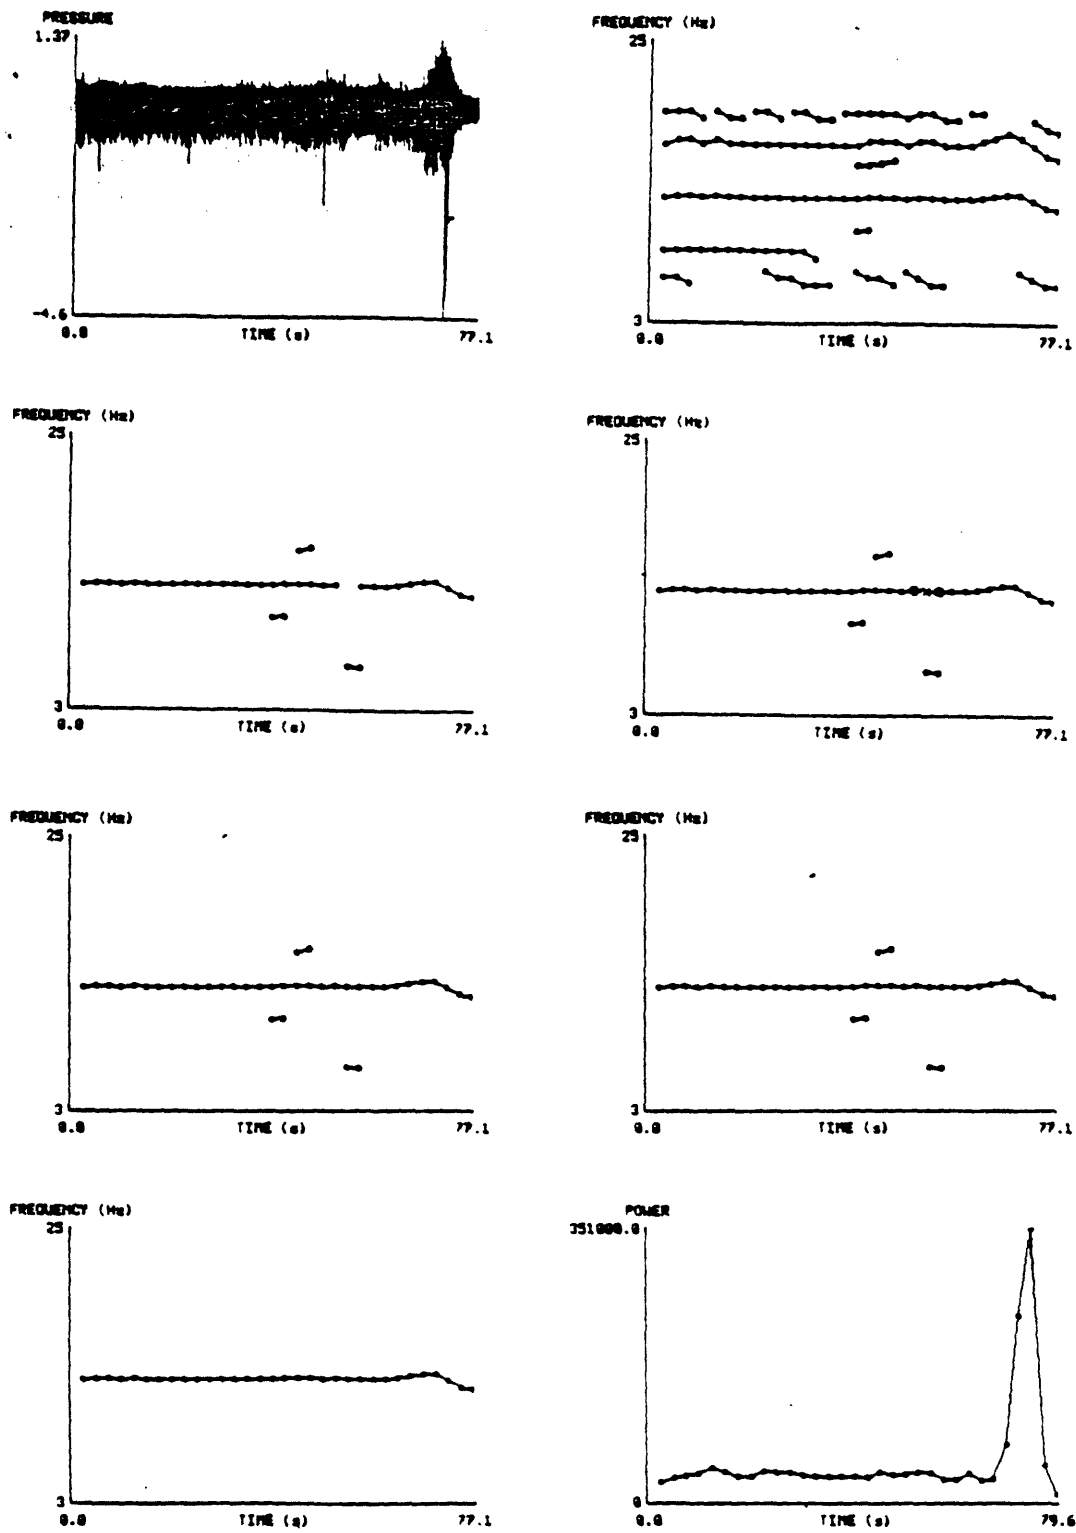 PRESSURE
1.37
-4.6
0.0
TIME (s)
77.1
FREQUENCY (Hz)
25
3
0.0
TIME (s)
77.1
FREQUENCY (Hz)
25
3
0.0
TIME (s)
77.1
FREQUENCY (Hz)
25
3
0.0
TIME (s)
77.1
FREQUENCY (Hz)
25
3
0.0
TIME (s)
77.1
FREQUENCY (Hz)
25
3
0.0
TIME (s)
77.1
FREQUENCY (Hz)
25
3
0.0
TIME (s)
77.1
POWER
351000.0
0
0.0
TIME (s)
79.6